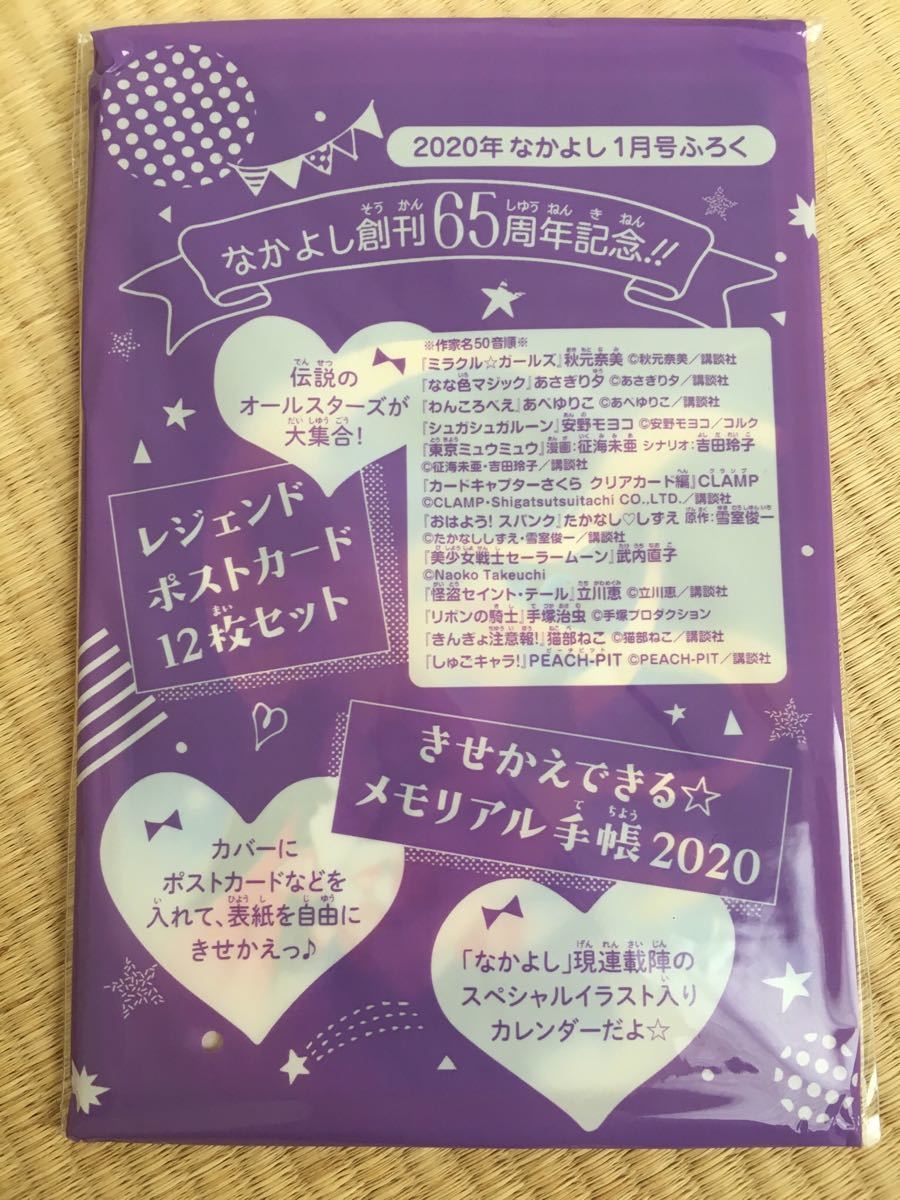 2020年 なかよし 1月号ふろく
なかよし創刊65周年記念!!
伝説の
オールスターズが
大集合!
レジェンド
ポストカード
12枚セット
※作家名50音順※
『ミラクル☆ガールズ』秋元奈美 ©秋元奈美/講談社
『なな色マジック』あさぎり夕 ©あさぎり夕/講談社
『わんころべえ』あべゆりこ ©あべゆりこ/講談社
『シュガシュガルーン』安野モヨコ ©安野モヨコ/コルク
『東京ミュウミュウ』漫画:征海未亜 シナリオ:吉田玲子
©征海未亜・吉田玲子/講談社
『カードキャプターさくら クリアカード編』CLAMP
©CLAMP・Shigatsutsuitachi CO.,LTD./講談社
『おはよう! スパンク』たかなし♡しずえ 原作:雪室俊一
©たかなししずえ・雪室俊一/講談社
『美少女戦士セーラームーン』武内直子
©Naoko Takeuchi
『怪盗セイント・テール』立川恵 ©立川恵/講談社
『リボンの騎士』手塚治虫 ©手塚プロダクション
『きんぎょ注意報!』猫部ねこ ©猫部ねこ/講談社
『しゅごキャラ!』PEACH-PIT ©PEACH-PIT/講談社
きせかえできる☆
メモリアル手帳2020
カバーに
ポストカードなどを
入れて、表紙を自由に
きせかえっ♪
「なかよし」現連載陣の
スペシャルイラスト入り
カレンダーだよ☆